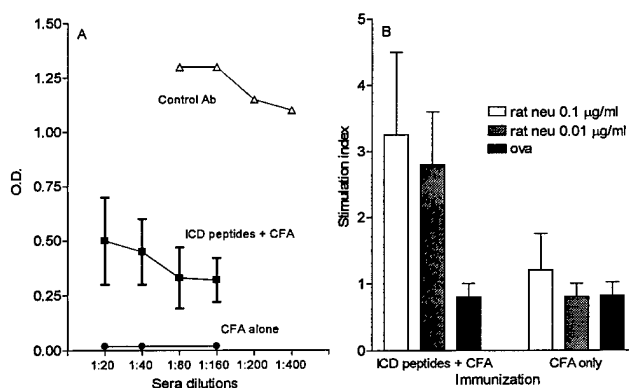 A
1.50
1.25
1.00
0.75
0.50
0.25
0.00
O.D.
Control Ab
ICD peptides + CFA
CFA alone
1:20 1:40 1:80 1:160 1:200 1:400
Sera dilutions
B
5
4
3
2
1
0
Stimulation index
rat neu 0.1 μg/ml
rat neu 0.01 μg/ml
ova
ICD peptides + CFA CFA only
Immunization